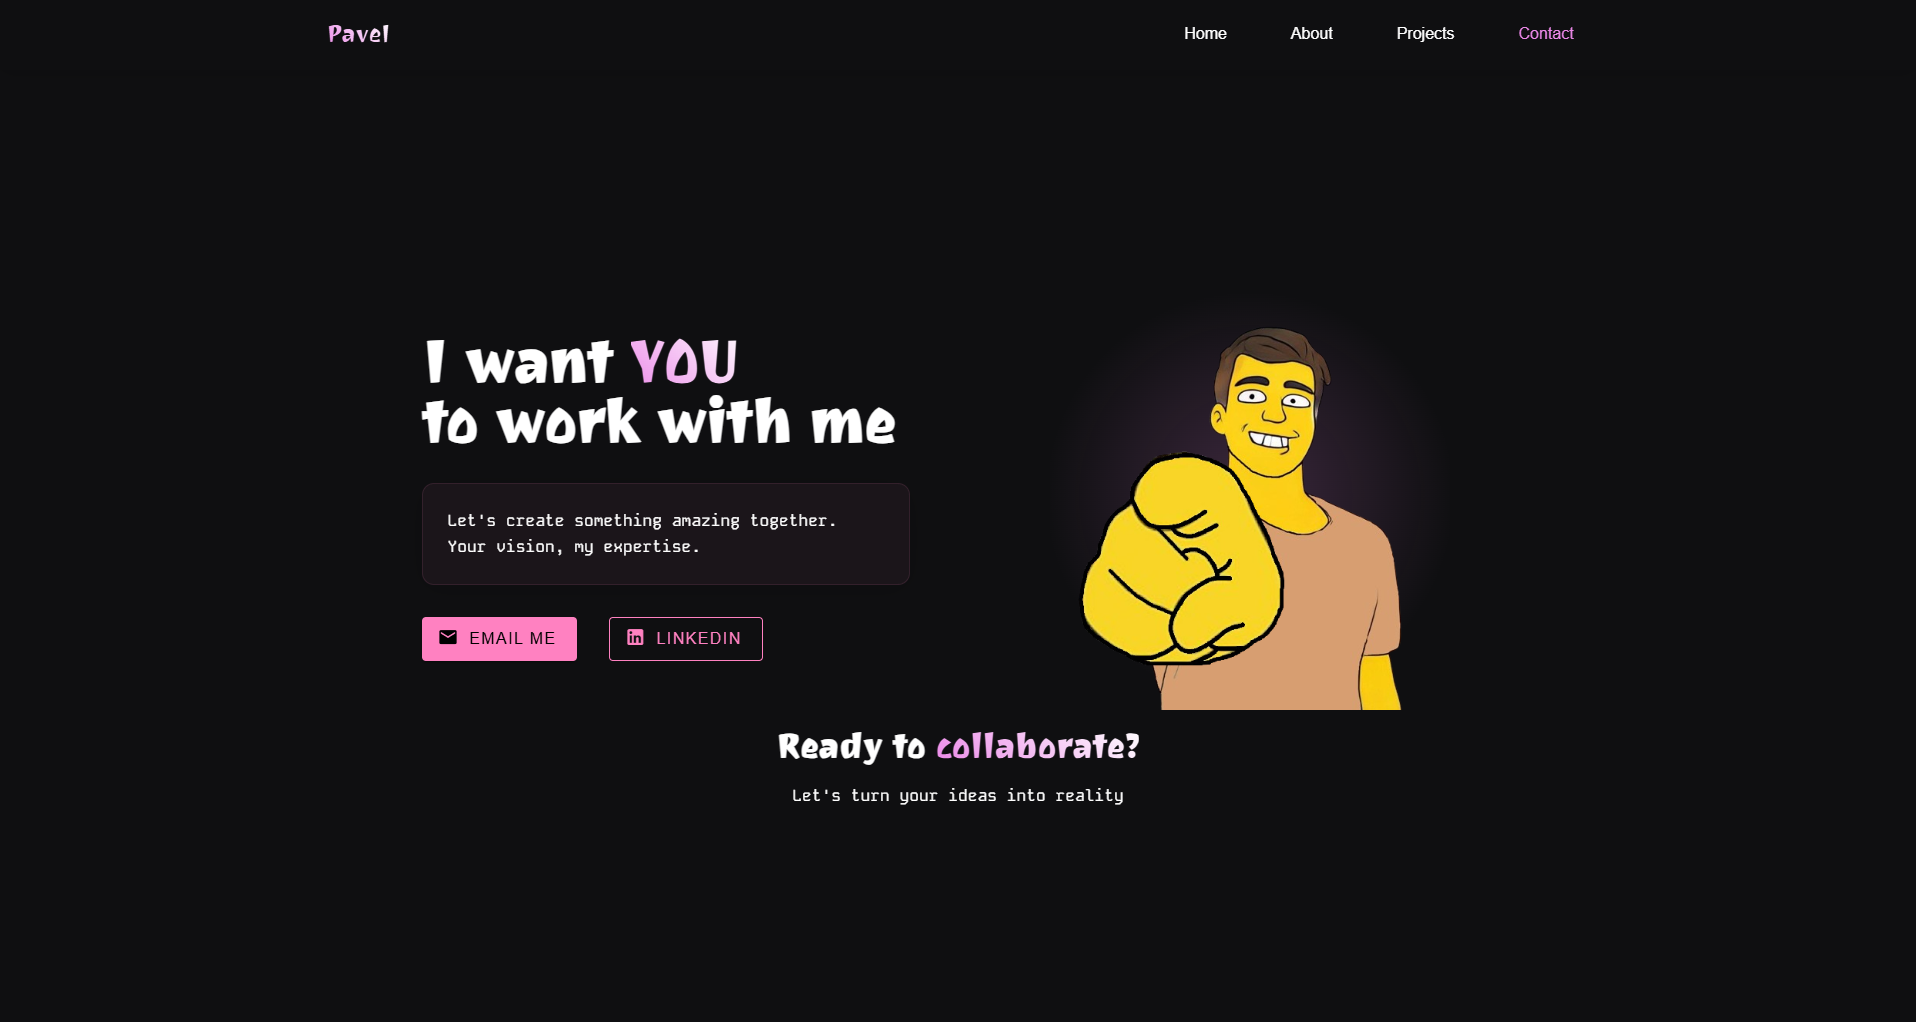 Pavel
Home
About
Projects
Contact
I want YOU
to work with me
Let's create something amazing together.
Your vision, my expertise.
EMAIL ME
in LINKEDIN
Ready to collaborate?
Let's turn your ideas into reality